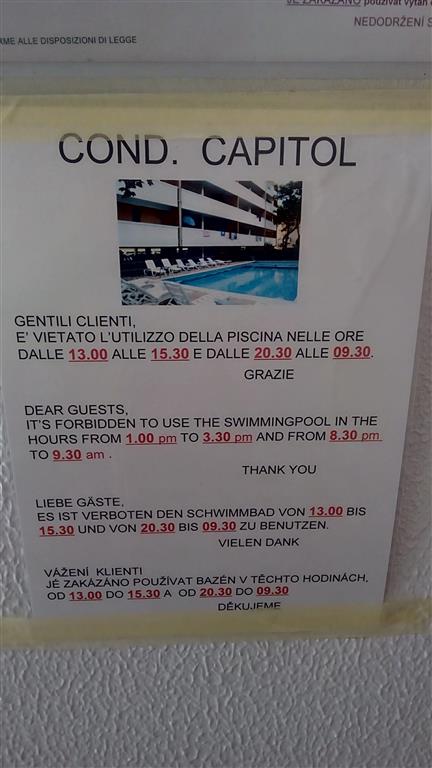 JE ZAKÁZANO používat výtah
NEDODRŽENÍ S
RME ALLE DISPOSIZIONI DI LEGGE
COND. CAPITOL
GENTILI CLIENTI,
E' VIETATO L'UTILIZZO DELLA PISCINA NELLE ORE
DALLE 13.00 ALLE 15.30 E DALLE 20.30 ALLE 09.30.
GRAZIE
DEAR GUESTS,
IT'S FORBIDDEN TO USE THE SWIMMINGPOOL IN THE
HOURS FROM 1.00 pm TO 3.30 pm AND FROM 8.30 pm
TO 9.30 am .
THANK YOU
LIEBE GÄSTE,
ES IST VERBOTEN DEN SCHWIMMBAD VON 13.00 BIS
15.30 UND VON 20.30 BIS 09.30 ZU BENUTZEN.
VIELEN DANK
VÁŽENÍ KLIENTI
JÉ ZAKÁZÁNO POUŽÍVAT BAZÉN V TĚCHTO HODINÁCH,
OD 13.00 DO 15.30 A OD 20.30 DO 09.30
DĚKUJEME